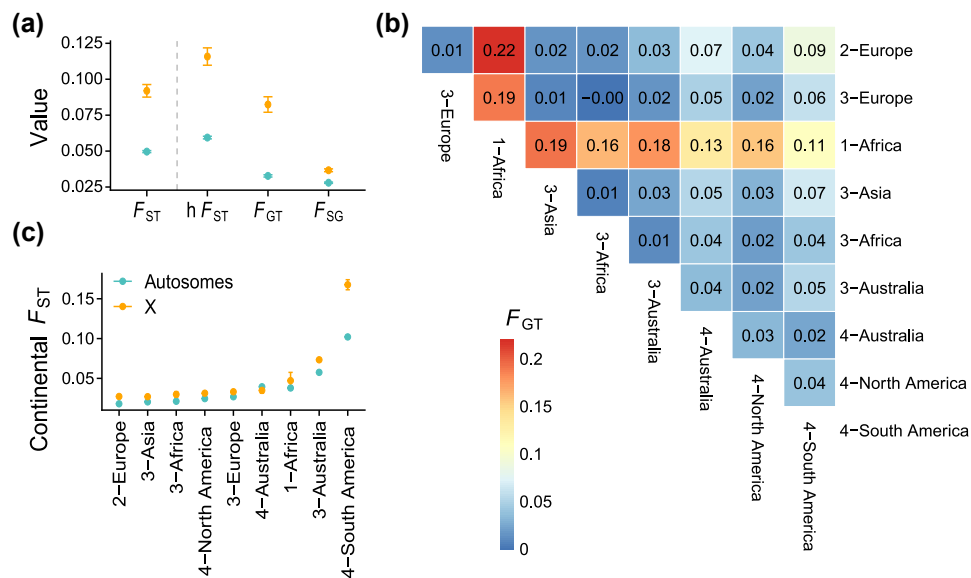 (a)
0.125
0.100
0.075
0.050
0.025
Value
FST
h FST
FGT
FSG
(b)
0.01 0.22 0.02 0.02 0.03 0.07 0.04 0.09 2−Europe
0.19 0.01 −0.00 0.02 0.05 0.02 0.06 3−Europe
0.19 0.16 0.18 0.13 0.16 0.11 1−Africa
0.01 0.03 0.05 0.03 0.07 3−Asia
0.01 0.04 0.02 0.04 3−Africa
0.04 0.02 0.05 3−Australia
0.03 0.02 4−Australia
0.04 4−North America
4−South America
3−Europe
1−Africa
3−Asia
3−Africa
3−Australia
4−Australia
4−North America
4−South America
FGT
0.2
0.15
0.1
0.05
0
(c)
Autosomes
X
0.15
0.10
0.05
Continental FST
2−Europe
3−Asia
3−Africa
4−North America
3−Europe
4−Australia
1−Africa
3−Australia
4−South America